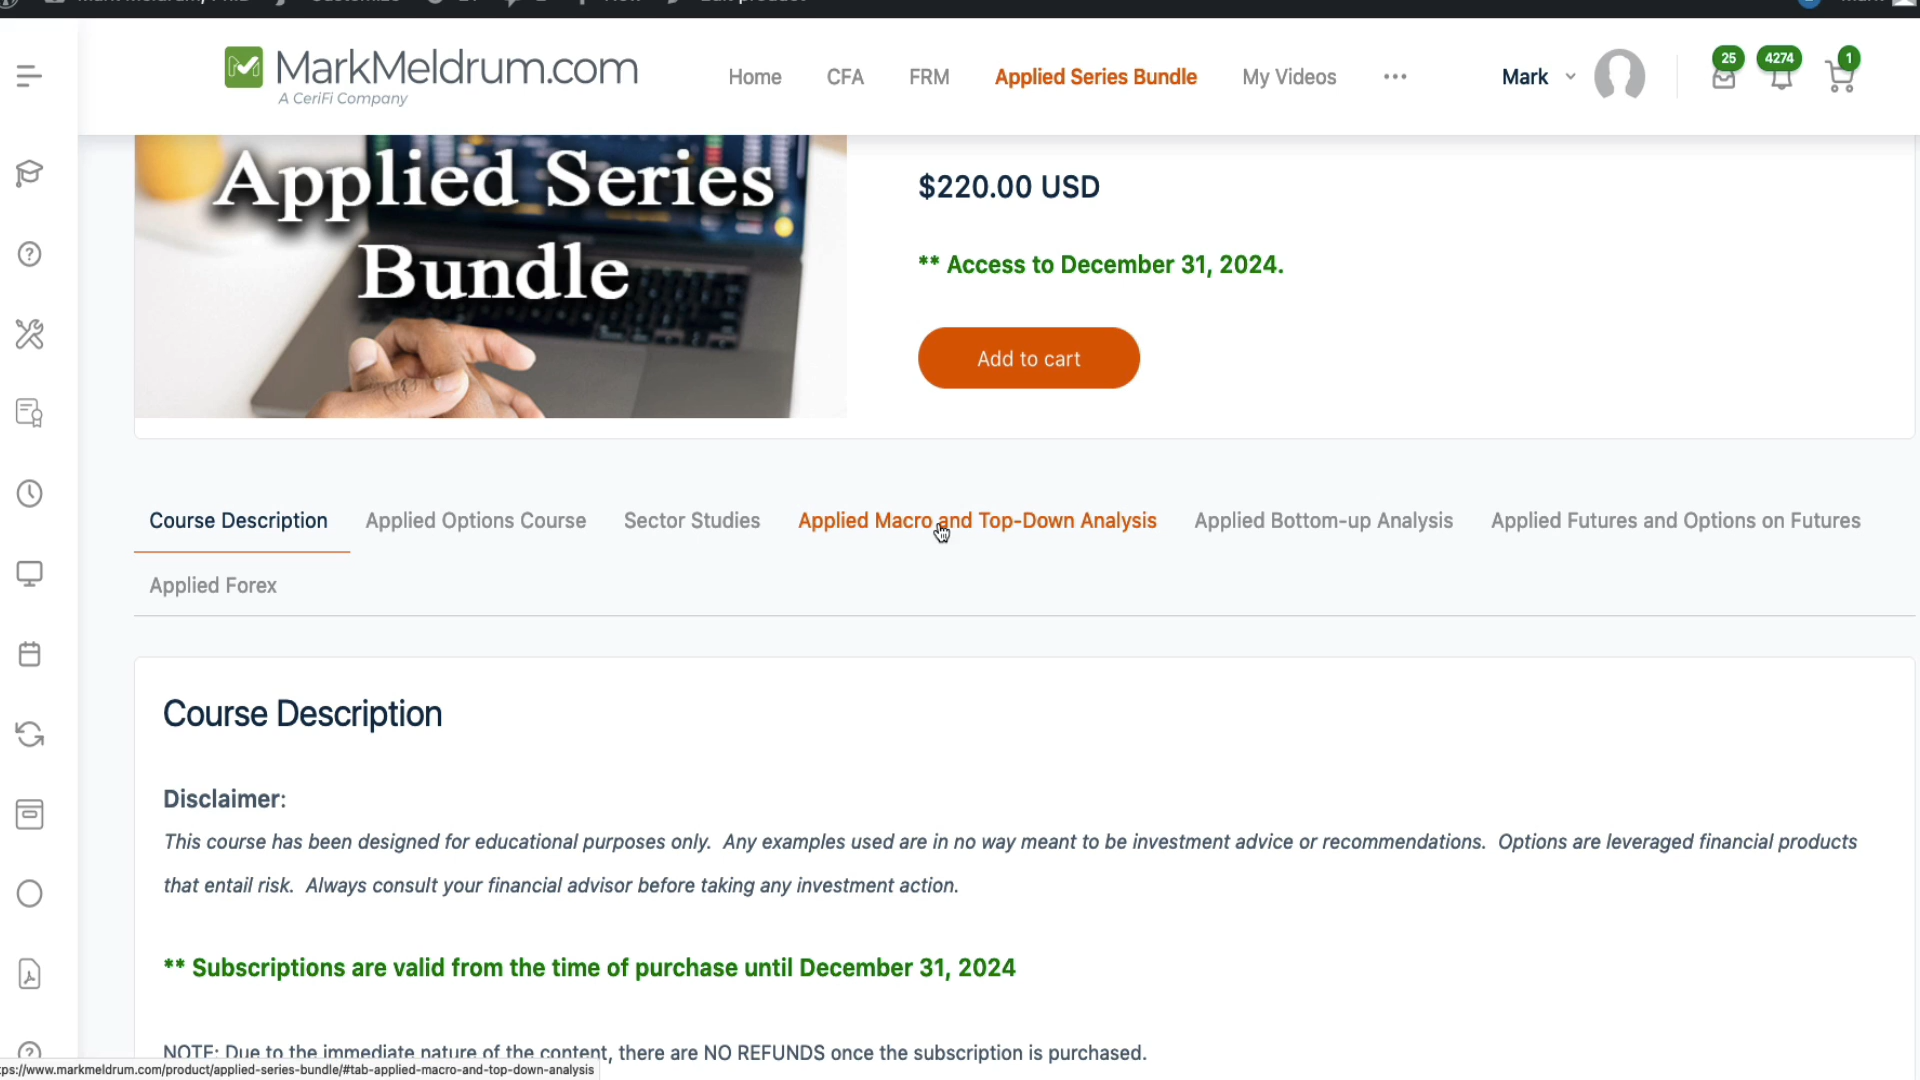 MarkMeldrum.com
A CeriFi Company
Home
CFA
FRM
Applied Series Bundle
My Videos
Mark
25
4274
1
Applied Series
Bundle
$220.00 USD
** Access to December 31, 2024.
Add to cart
Course Description
Applied Options Course
Sector Studies
Applied Macro and Top-Down Analysis
Applied Bottom-up Analysis
Applied Futures and Options on Futures
Applied Forex
Course Description
Disclaimer:
This course has been designed for educational purposes only. Any examples used are in no way meant to be investment advice or recommendations. Options are leveraged financial products
that entail risk. Always consult your financial advisor before taking any investment action.
** Subscriptions are valid from the time of purchase until December 31, 2024
NOTE: Due to the immediate nature of the content, there are NO REFUNDS once the subscription is purchased.
ps://www.markmeldrum.com/product/applied-series-bundle/#tab-applied-macro-and-top-down-analysis